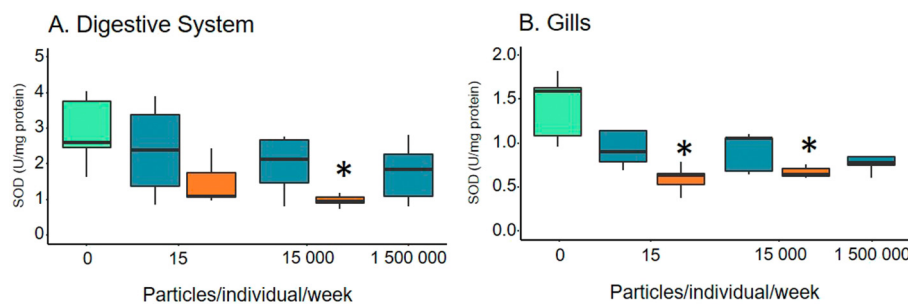 A. Digestive System
SOD (U/mg protein)
5
4
3
2
1
0
*
0 15 15 000 1 500 000
Particles/individual/week
B. Gills
SOD (U/mg protein)
2.0
1.5
1.0
0.5
0.0
* *
0 15 15 000 1 500 000
Particles/individual/week